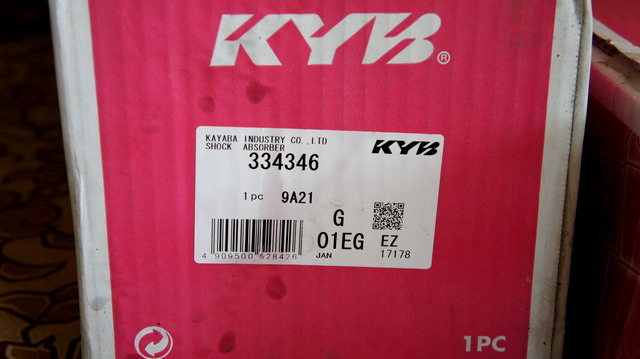 KYB®
KAYABA INDUSTRY CO.,LTD
SHOCK ABSORBER
KYB
334346
1pc 9A21
G
01EG EZ
4 909500 528426 JAN 17178
1PC